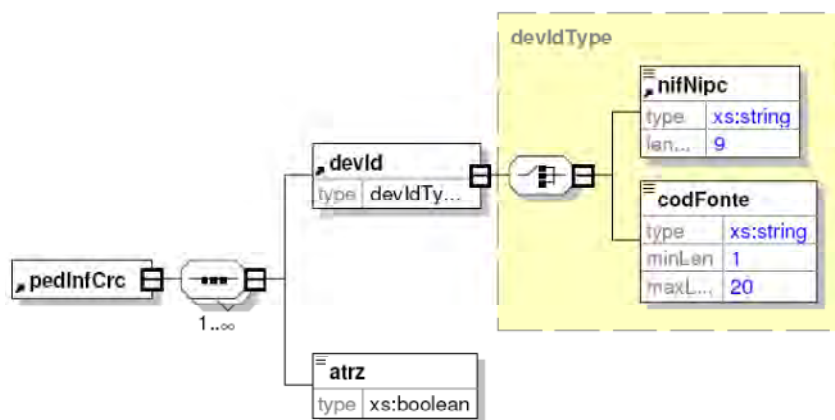 devIdType
nifNipc
type xs:string
len... 9
devId
type devIdTy...
codFonte
type xs:string
minLen 1
maxL... 20
pedInfCrc
1..∞
atrz
type xs:boolean